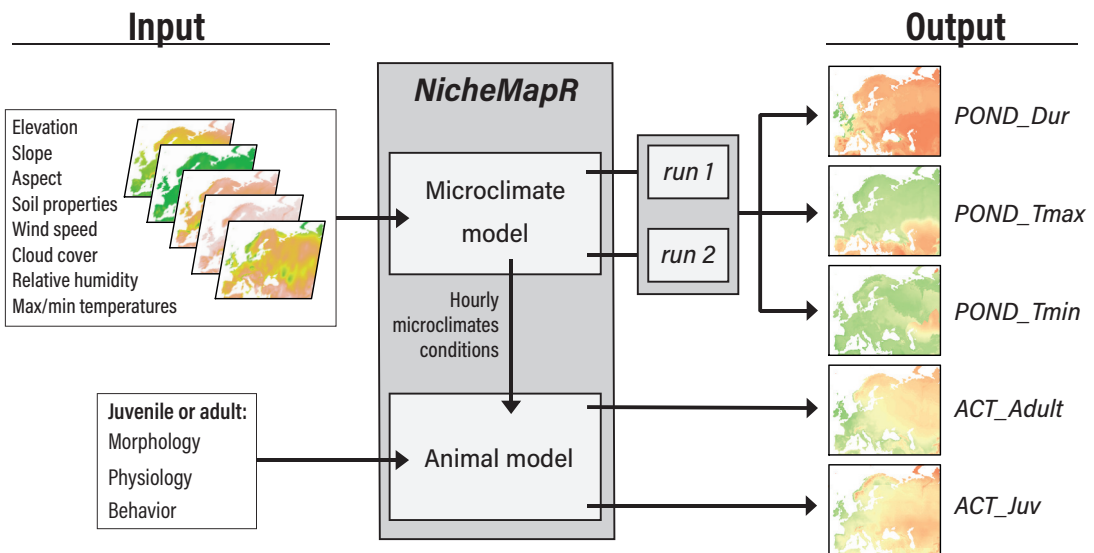 Input
Output
NicheMapR
Elevation
Slope
Aspect
Soil properties
Wind speed
Cloud cover
Relative humidity
Max/min temperatures
Microclimate
model
run 1
run 2
Hourly
microclimates
conditions
Juvenile or adult:
Morphology
Physiology
Behavior
Animal model
POND_Dur
POND_Tmax
POND_Tmin
ACT_Adult
ACT_Juv